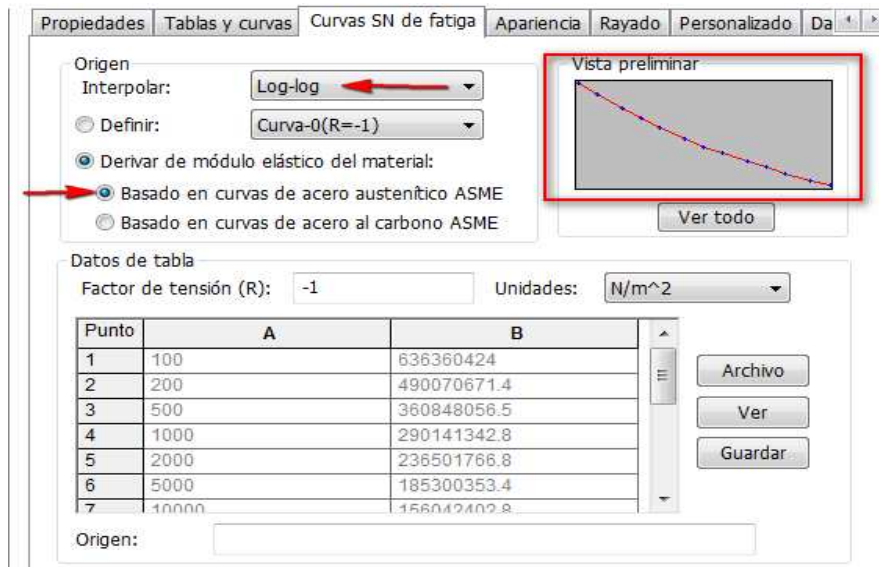 Propiedades Tablas y curvas Curvas SN de fatiga Apariencia Rayado Personalizado Da
Origen
Interpolar: Log-log
Definir: Curva-0(R=-1)
Derivar de módulo elástico del material:
Basado en curvas de acero austenítico ASME
Basado en curvas de acero al carbono ASME
Vista preliminar
Ver todo
Datos de tabla
Factor de tensión (R): -1 Unidades: N/m^2
Punto A B
1 100 636360424
2 200 490070671.4
3 500 360848056.5
4 1000 290141342.8
5 2000 236501766.8
6 5000 185300353.4
7 10000 156042402.8
Archivo
Ver
Guardar
Origen: